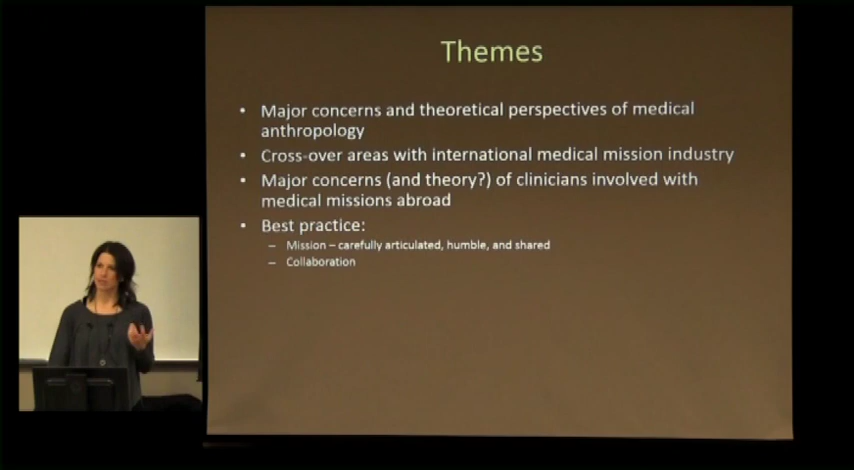 Themes
• Major concerns and theoretical perspectives of medical
anthropology
• Cross-over areas with international medical mission industry
• Major concerns (and theory?) of clinicians involved with
medical missions abroad
• Best practice:
– Mission – carefully articulated, humble, and shared
– Collaboration